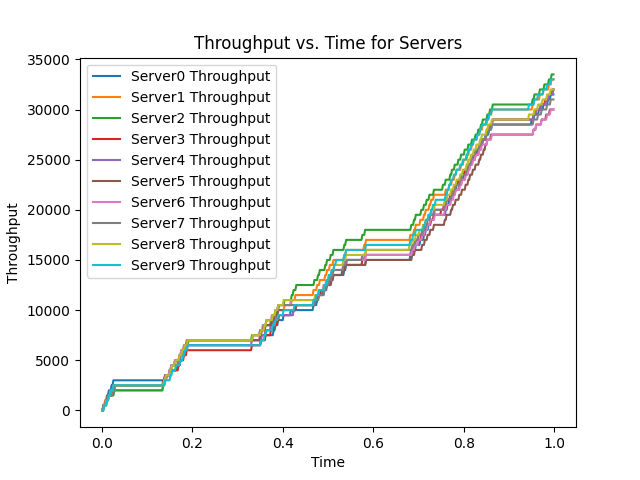 Throughput vs. Time for Servers
35000
30000
25000
20000
15000
10000
5000
0
Throughput
Server0 Throughput
Server1 Throughput
Server2 Throughput
Server3 Throughput
Server4 Throughput
Server5 Throughput
Server6 Throughput
Server7 Throughput
Server8 Throughput
Server9 Throughput
0.0 0.2 0.4 0.6 0.8 1.0
Time